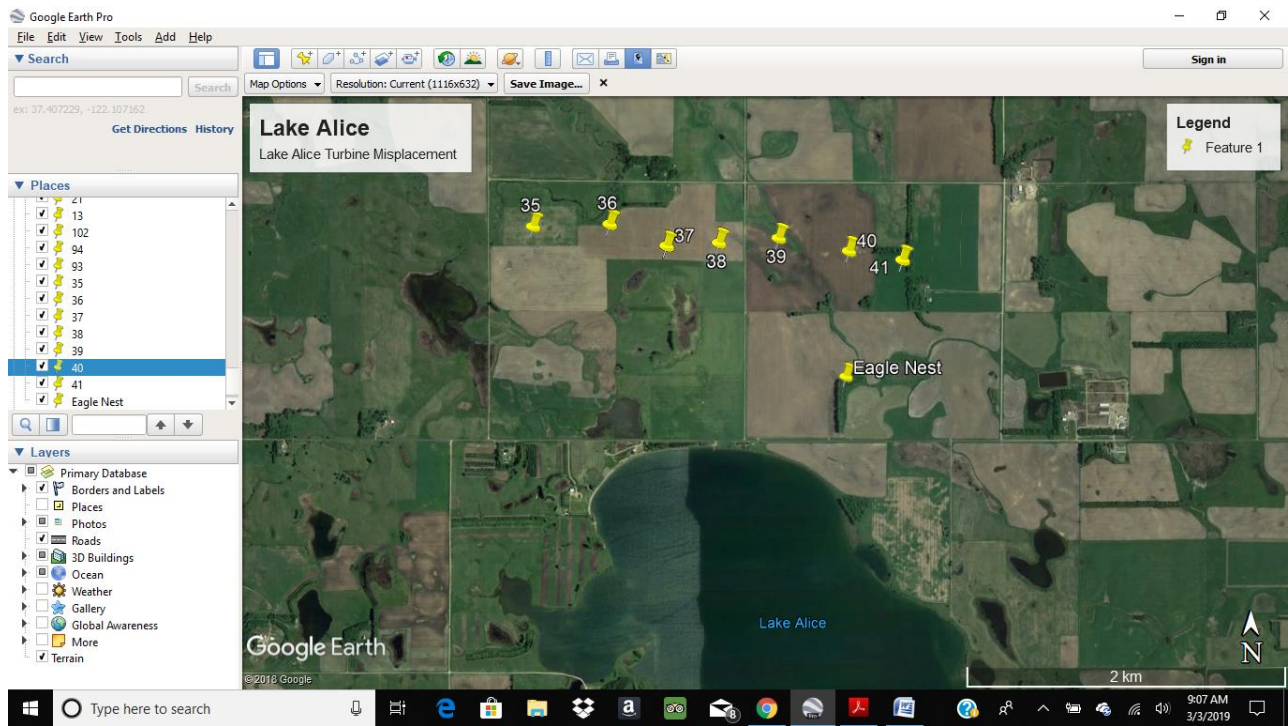 Google Earth Pro
File Edit View Tools Add Help
Search
Search
ex: 37.407229, -122.107162
Get Directions History
Places
21
13
102
94
93
35
36
37
38
39
40
41
Eagle Nest
Layers
Primary Database
Borders and Labels
Places
Photos
Roads
3D Buildings
Ocean
Weather
Gallery
Global Awareness
More
Terrain
Sign in
Map Options Resolution: Current (1116x632) Save Image...
Lake Alice
Lake Alice Turbine Misplacement
Legend
Feature 1
35
36
37
38
39
40
41
Eagle Nest
Lake Alice
N
2 km
Google Earth
© 2018 Google
Type here to search
a
8
9:07 AM
3/3/2019